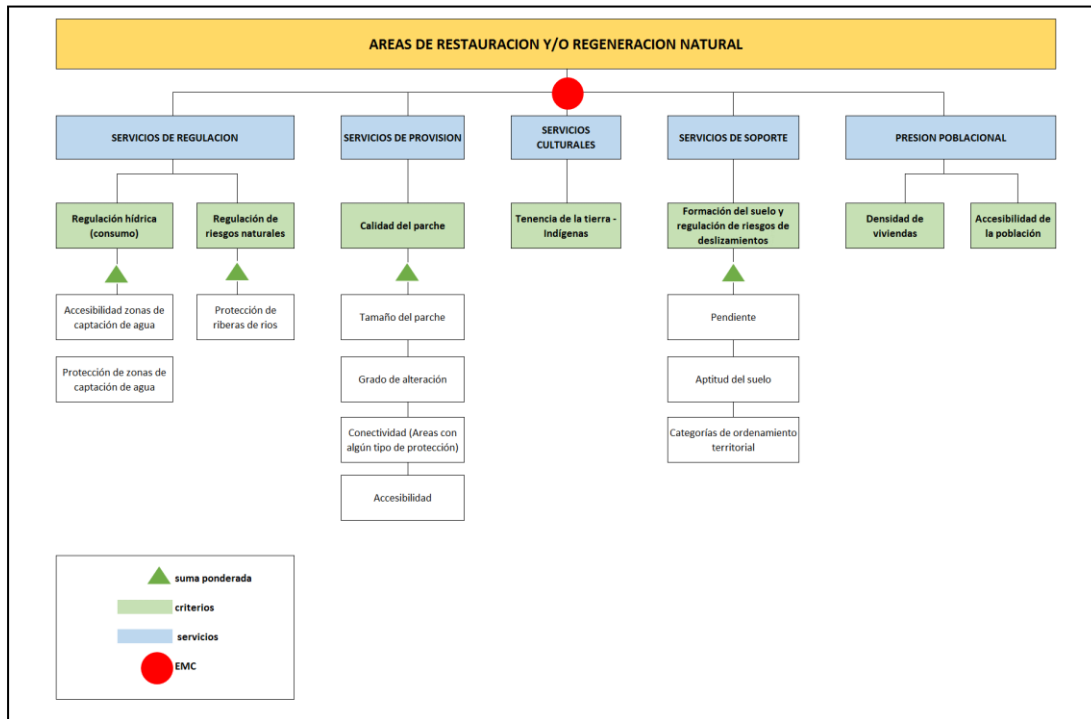 AREAS DE RESTAURACION Y/O REGENERACION NATURAL
SERVICIOS DE REGULACION
SERVICIOS DE PROVISION
SERVICIOS
CULTURALES
SERVICIOS DE SOPORTE
PRESION POBLACIONAL
Regulación hídrica
(consumo)
Regulación de
riesgos naturales
Calidad del parche
Tenencia de la tierra -
Indígenas
Formación del suelo y
regulación de riesgos de
deslizamientos
Densidad de
viviendas
Accesibilidad de
la población
Accesibilidad zonas de
captación de agua
Protección de
riberas de rios
Tamaño del parche
Pendiente
Protección de zonas de
captación de agua
Grado de alteración
Aptitud del suelo
Conectividad (Areas con
algún tipo de protección)
Categorías de ordenamiento
territorial
Accesibilidad
suma ponderada
criterios
servicios
EMC